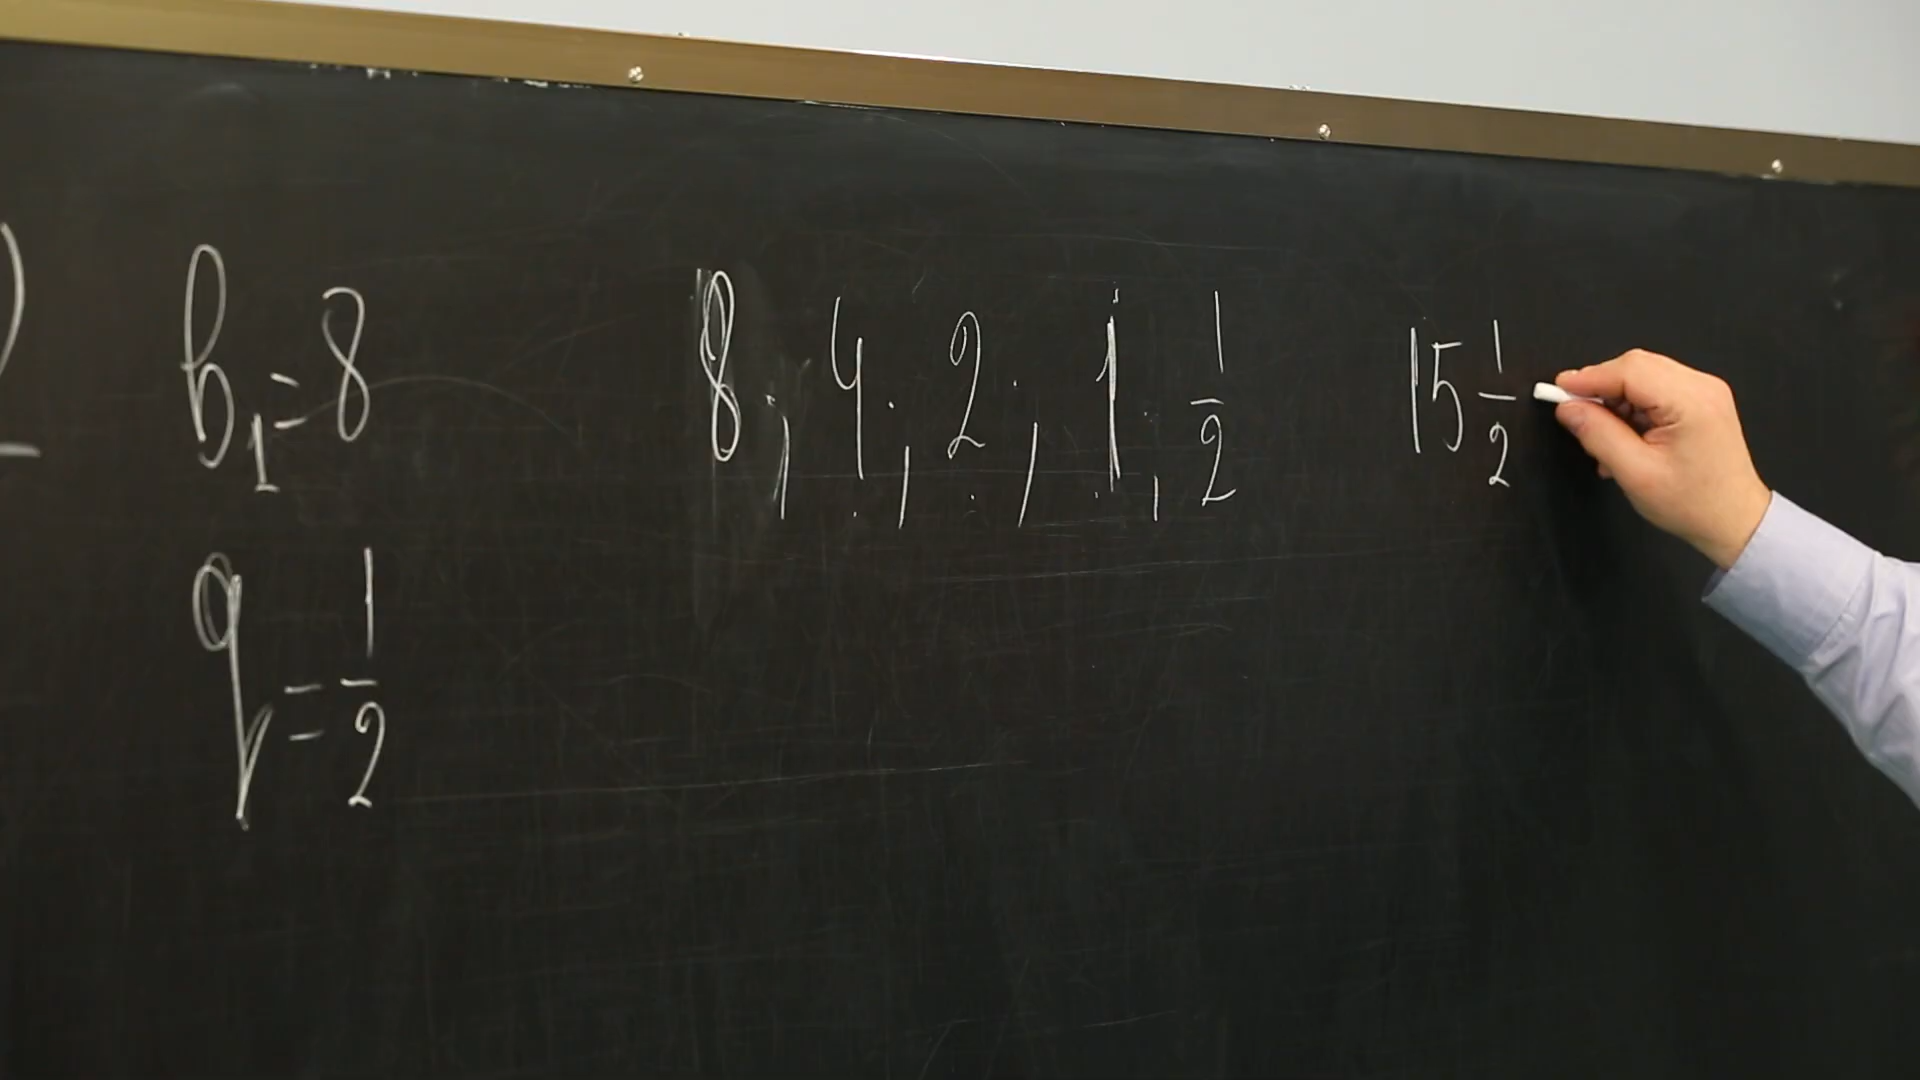 b₁ = 8
8; 4; 2; 1; 1/2
15 1/2
q = 1/2